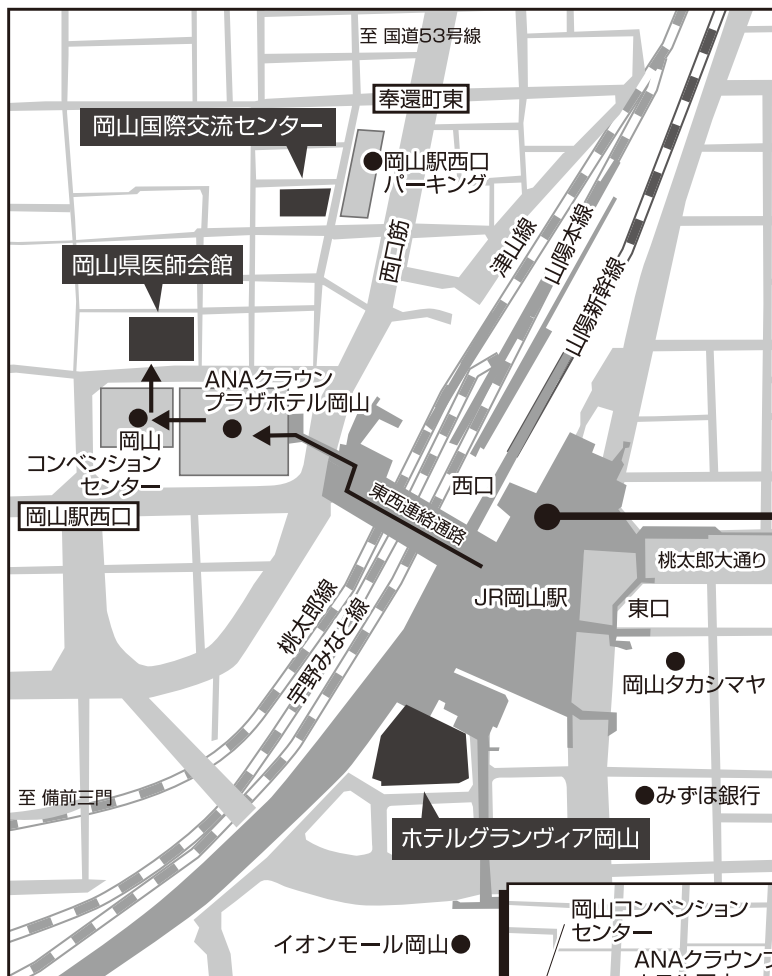 至 国道53号線
奉還町東
岡山国際交流センター
岡山駅西口
パーキング
西口筋
津山線
山陽本線
山陽新幹線
岡山県医師会館
ANAクラウン
プラザホテル岡山
岡山
コンベンション
センター
岡山駅西口
西口
東西連絡通路
桃太郎大通り
JR岡山駅
東口
桃太郎線
宇野みなと線
岡山タカシマヤ
至 備前三門
みずほ銀行
ホテルグランヴィア岡山
イオンモール岡山
岡山コンベンション
センター
ANAクラウンプ